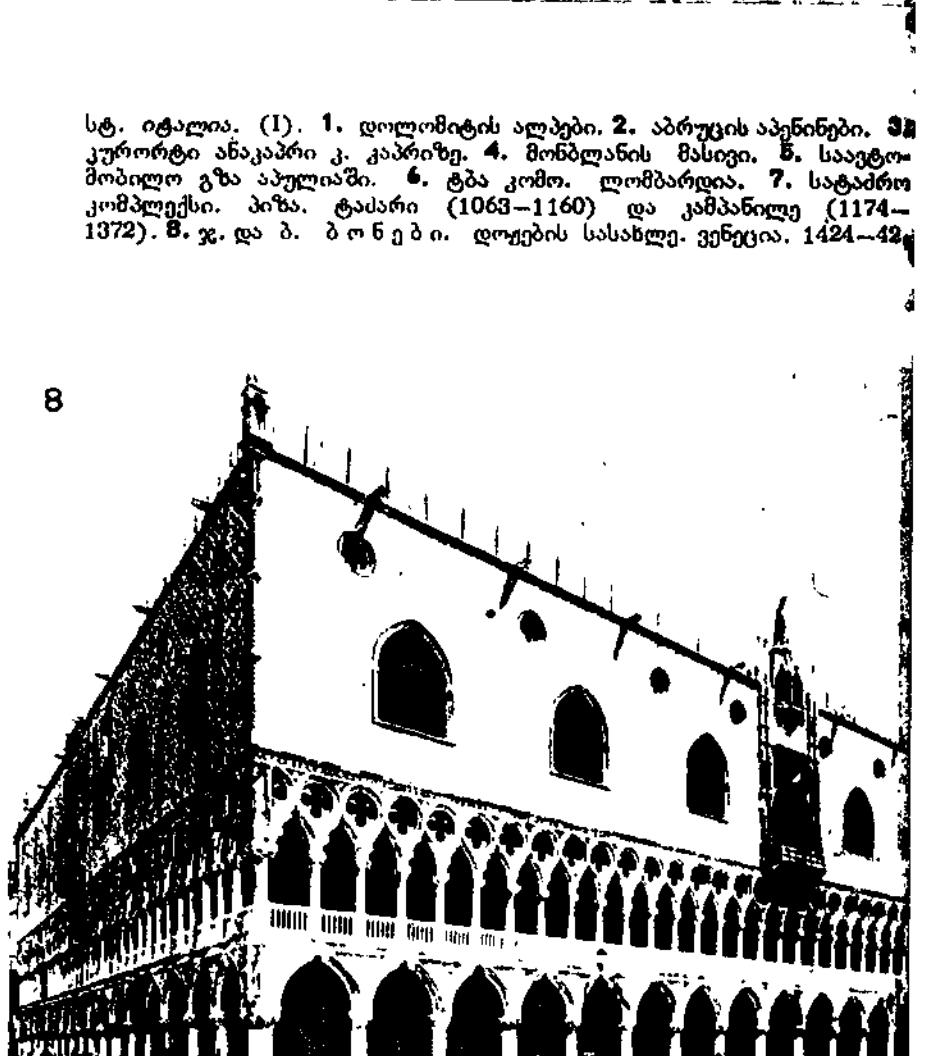 სტ. იტალია. (I). 1. დოლომიტის ალპები. 2. აბრუცის აპენინები. 3.
კურორტი ანაკაპრი კ. კაპრიზე. 4. მონბლანის მასივი. 5. საავტო-
მობილო გზა აპულიაში. 6. ტბა კომო. ლომბარდია. 7. სატაძრო
კომპლექსი. პიზა. ტაძარი (1063—1160) და კამპანილე (1174—
1372). 8. ჯ. და ბ. ბონები. დოჟების სასახლე. ვენეცია. 1424—42.
8